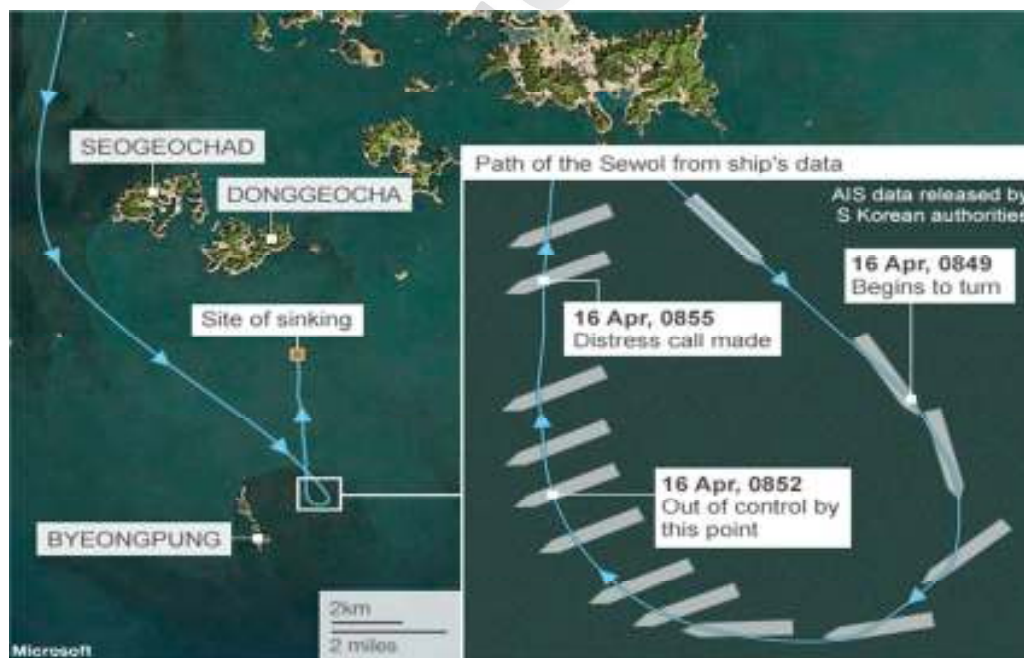 SEOGEOCHAD
DONGGEOCHA
Site of sinking
BYEONGPUNG
2km
2 miles
Microsoft
Path of the Sewol from ship's data
AIS data released by
S Korean authorities
16 Apr, 0849
Begins to turn
16 Apr, 0855
Distress call made
16 Apr, 0852
Out of control by
this point